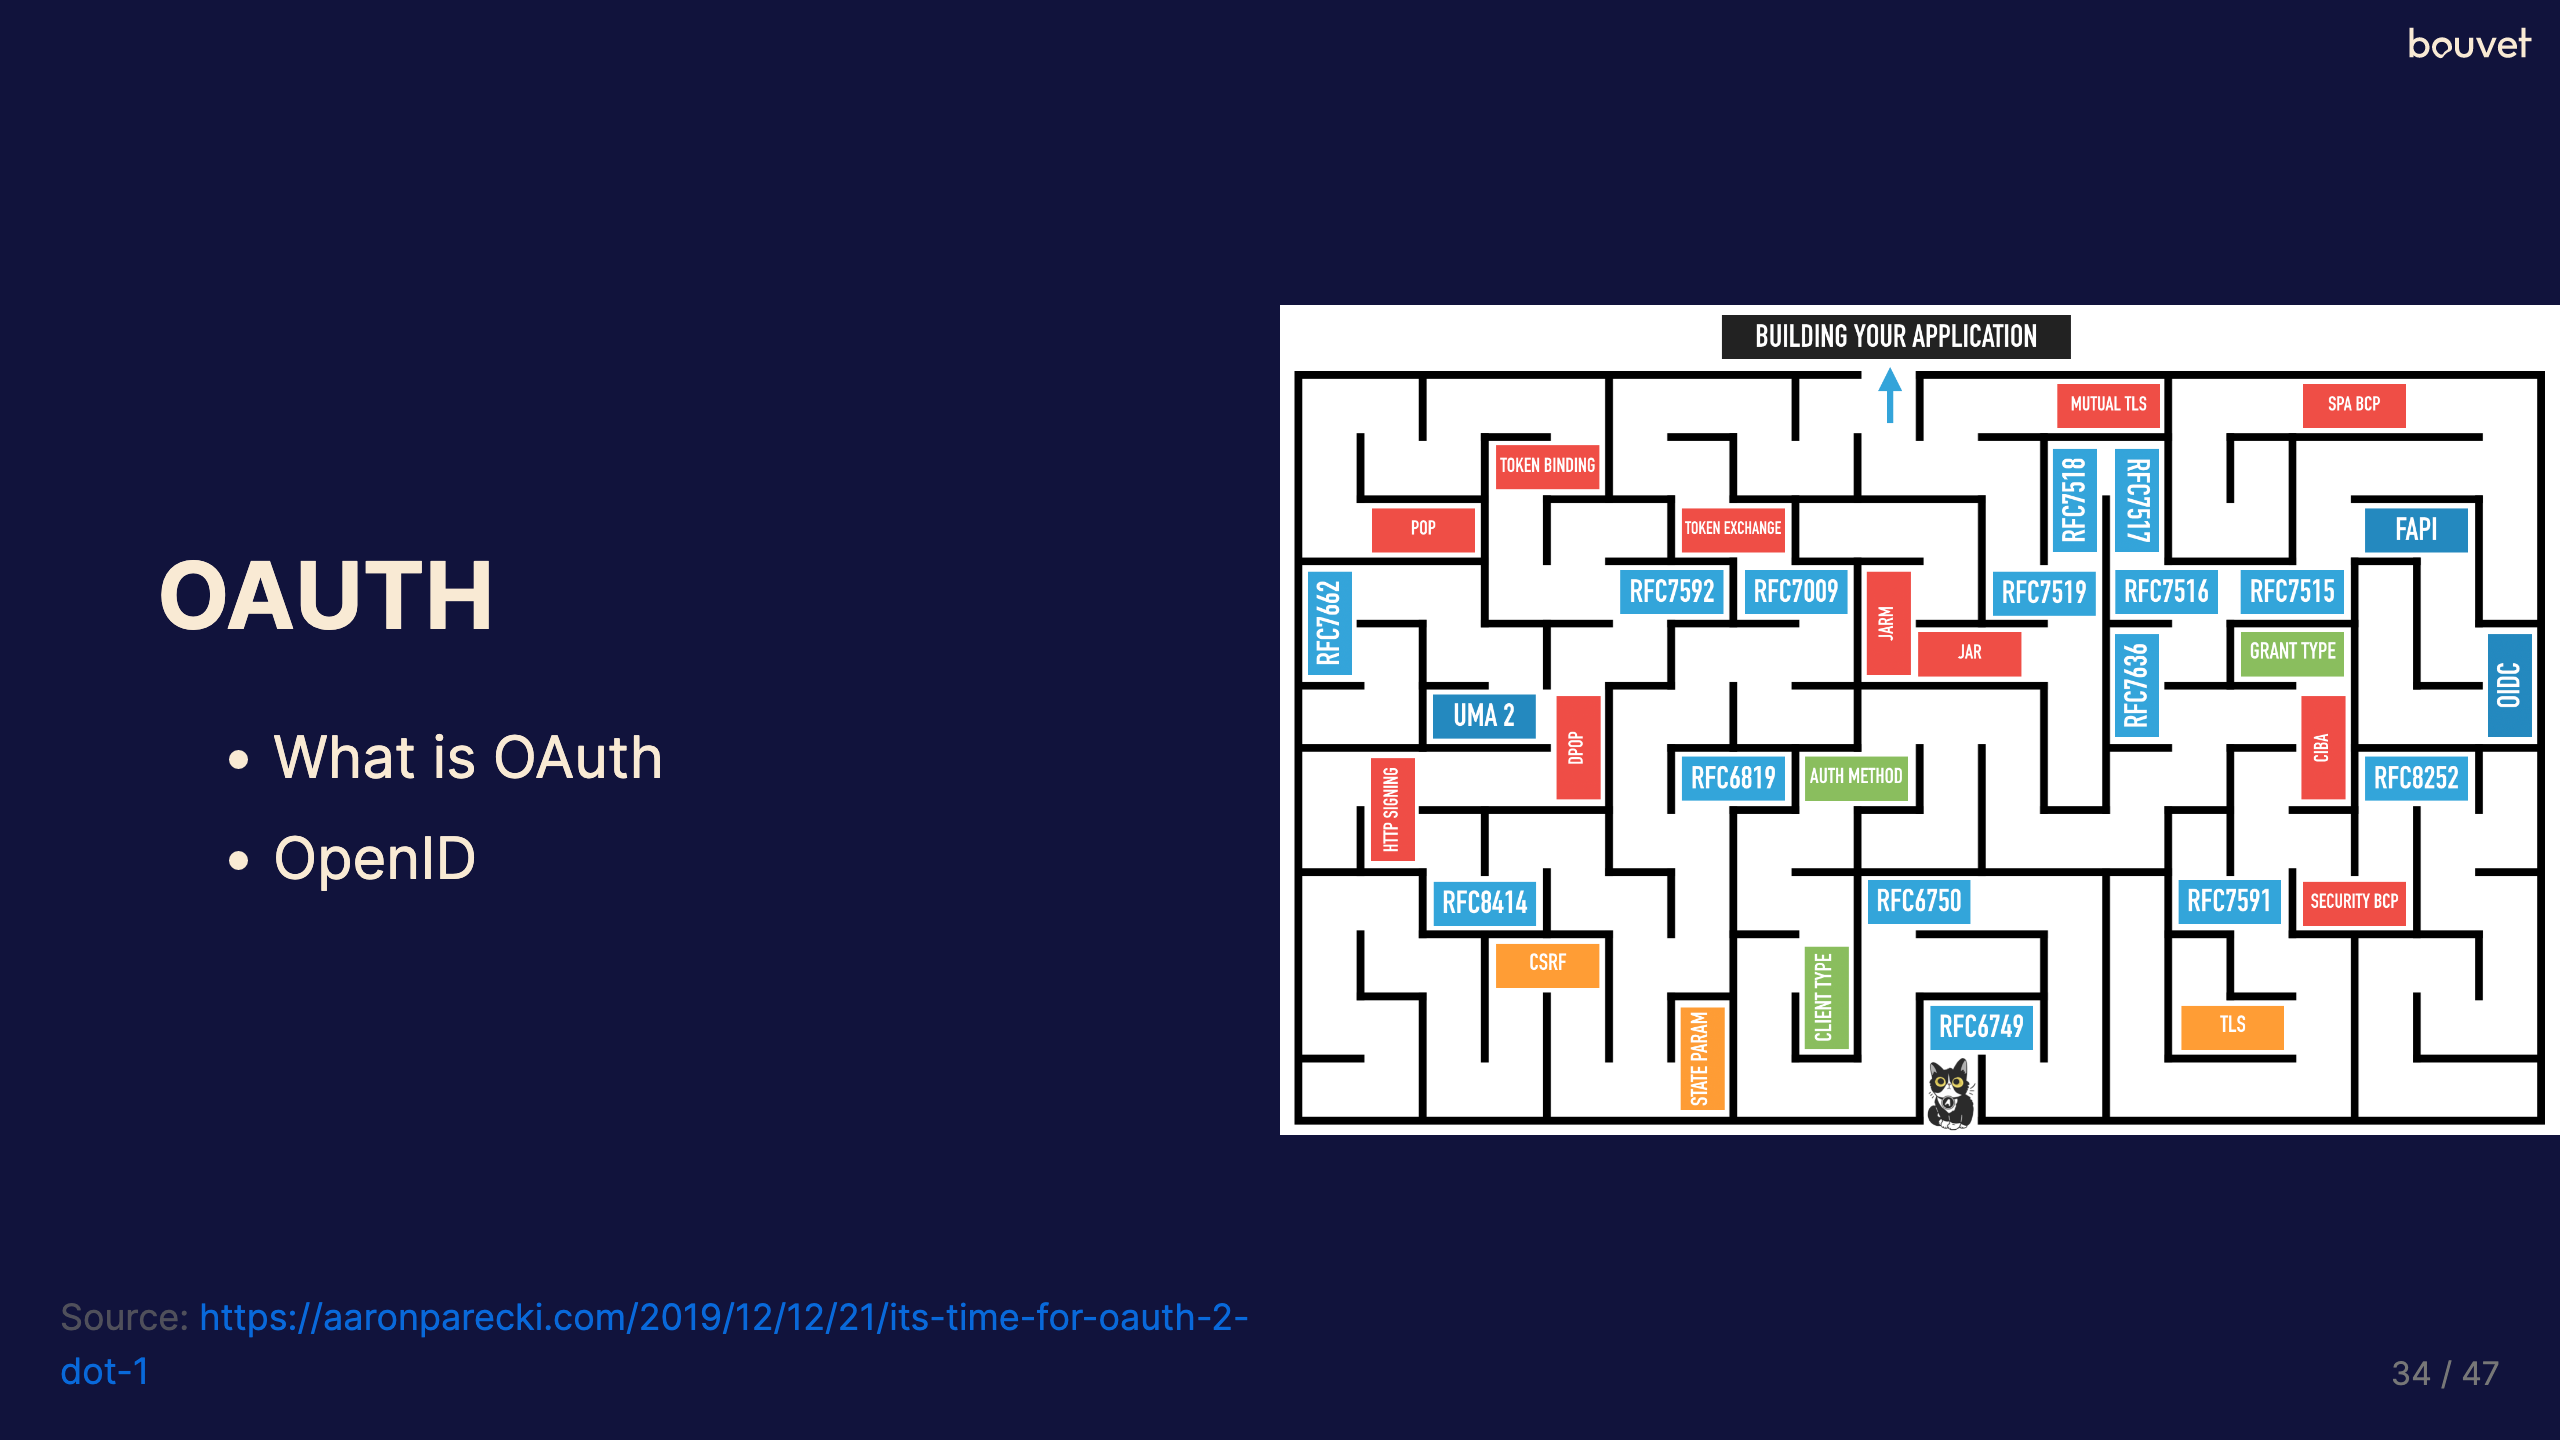 bouvet
OAUTH
• What is OAuth
• OpenID
BUILDING YOUR APPLICATION
MUTUAL TLS
SPA BCP
TOKEN BINDING
RFC7518
RFC7517
POP
TOKEN EXCHANGE
FAPI
RFC7662
RFC7592
RFC7009
JARM
RFC7519
RFC7516
RFC7515
JAR
RFC7636
GRANT TYPE
OIDC
UMA 2
DPOP
CIBA
HTTP SIGNING
RFC6819
AUTH METHOD
RFC8252
RFC8414
RFC6750
RFC7591
SECURITY BCP
CSRF
CLIENT TYPE
STATE PARAM
RFC6749
TLS
Source: https://aaronparecki.com/2019/12/12/21/its-time-for-oauth-2-
dot-1
34 / 47